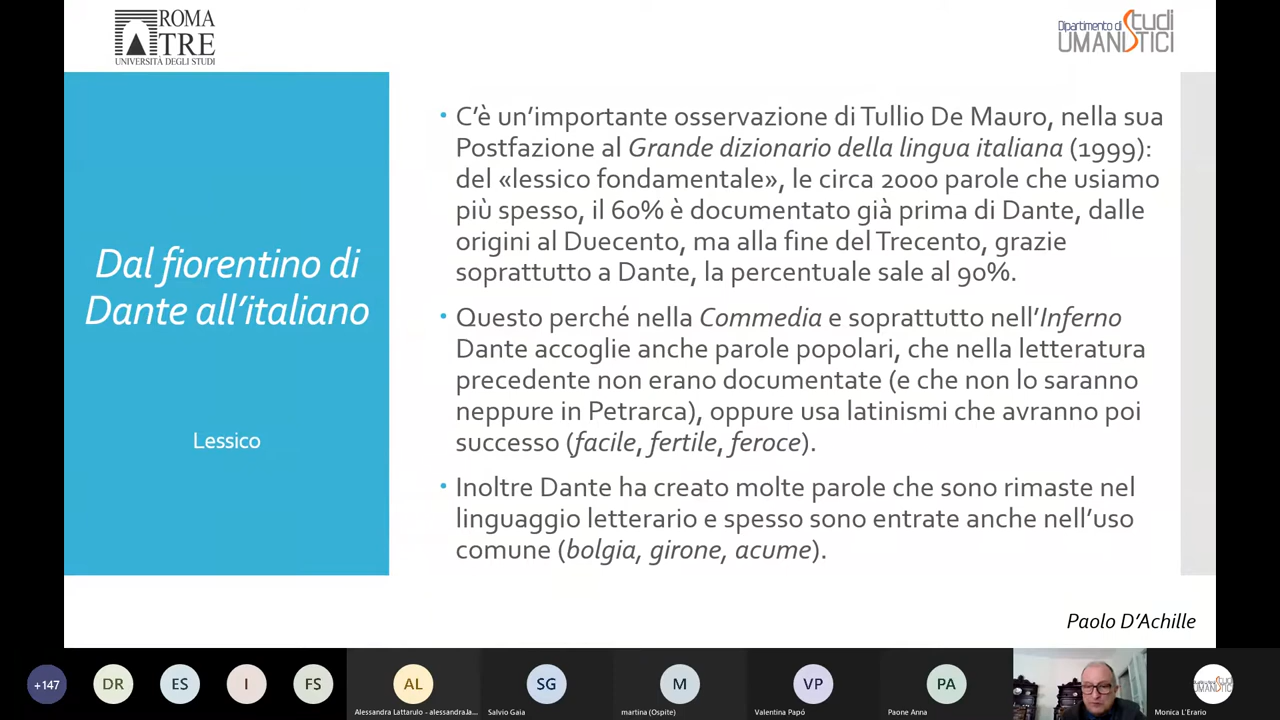 ROMA
TRE
UNIVERSITÀ DEGLI STUDI
Dipartimento di Studi
UMANISTICI
Dal fiorentino di
Dante all'italiano
Lessico
• C'è un'importante osservazione di Tullio De Mauro, nella sua
Postfazione al Grande dizionario della lingua italiana (1999):
del «lessico fondamentale», le circa 2000 parole che usiamo
più spesso, il 60% è documentato già prima di Dante, dalle
origini al Duecento, ma alla fine del Trecento, grazie
soprattutto a Dante, la percentuale sale al 90%.
• Questo perché nella Commedia e soprattutto nell'Inferno
Dante accoglie anche parole popolari, che nella letteratura
precedente non erano documentate (e che non lo saranno
neppure in Petrarca), oppure usa latinismi che avranno poi
successo (facile, fertile, feroce).
• Inoltre Dante ha creato molte parole che sono rimaste nel
linguaggio letterario e spesso sono entrate anche nell'uso
comune (bolgia, girone, acume).
Paolo D'Achille
+147
DR
ES
I
FS
AL
SG
M
VP
PA
Alessandra Lattarulo - alessandra.la...
Salvio Gaia
martina (Ospite)
Valentina Papó
Paone Anna
Monica L'Erario